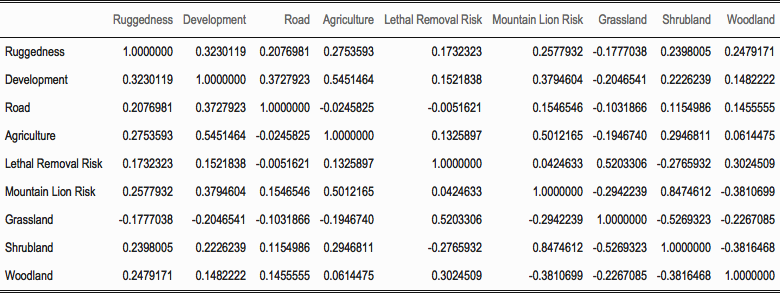 Ruggedness Development Road Agriculture Lethal Removal Risk Mountain Lion Risk Grassland Shrubland Woodland
Ruggedness 1.0000000 0.3230119 0.2076981 0.2753593 0.1732323 0.2577932 -0.1777038 0.2398005 0.2479171
Development 0.3230119 1.0000000 0.3727923 0.5451464 0.1521838 0.3794604 -0.2046541 0.2226239 0.1482222
Road 0.2076981 0.3727923 1.0000000 -0.0245825 -0.0051621 0.1546546 -0.1031866 0.1154986 0.1455555
Agriculture 0.2753593 0.5451464 -0.0245825 1.0000000 0.1325897 0.5012165 -0.1946740 0.2946811 0.0614475
Lethal Removal Risk 0.1732323 0.1521838 -0.0051621 0.1325897 1.0000000 0.0424633 0.5203306 -0.2765932 0.3024509
Mountain Lion Risk 0.2577932 0.3794604 0.1546546 0.5012165 0.0424633 1.0000000 -0.2942239 0.8474612 -0.3810699
Grassland -0.1777038 -0.2046541 -0.1031866 -0.1946740 0.5203306 -0.2942239 1.0000000 -0.5269323 -0.2267085
Shrubland 0.2398005 0.2226239 0.1154986 0.2946811 -0.2765932 0.8474612 -0.5269323 1.0000000 -0.3816468
Woodland 0.2479171 0.1482222 0.1455555 0.0614475 0.3024509 -0.3810699 -0.2267085 -0.3816468 1.0000000